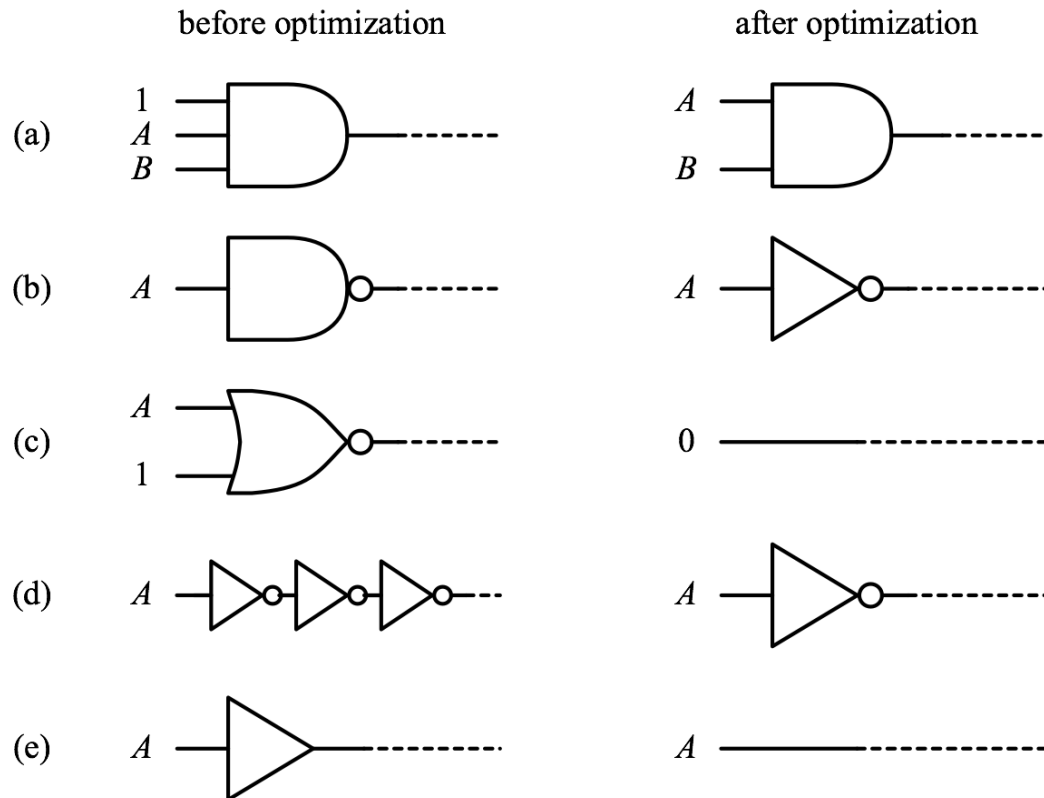 before optimization after optimization
1 A
(a) A
B B
(b) A A
A
(c) 0
1
(d) A A
(e) A A